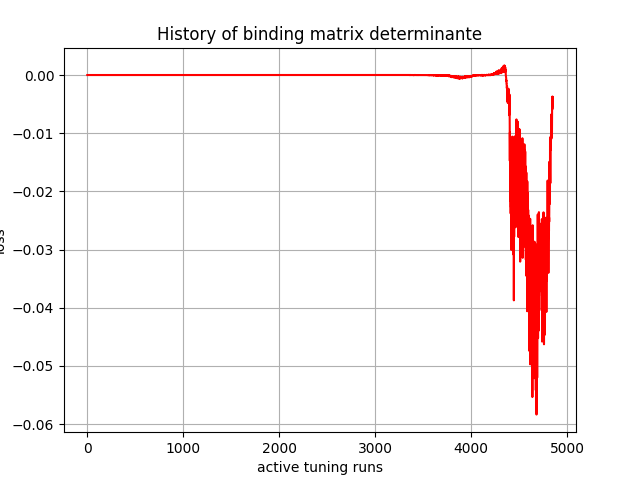 History of binding matrix determinante
0.00
−0.01
−0.02
−0.03
loss
−0.04
−0.05
−0.06
0 1000 2000 3000 4000 5000
active tuning runs